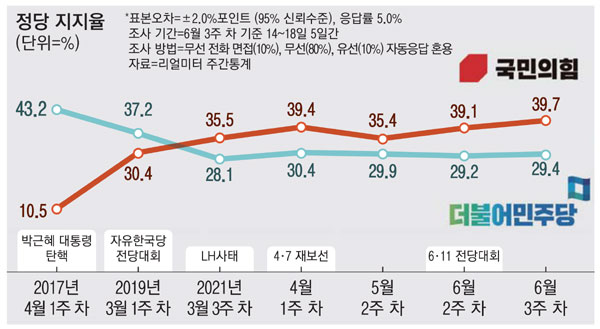 정당 지지율
(단위=%)
*표본오차=±2.0%포인트 (95% 신뢰수준), 응답률 5.0%
조사 기간=6월 3주 차 기준 14~18일 5일간
조사 방법=무선 전화 면접(10%), 무선(80%), 유선(10%) 자동응답 혼용
자료=리얼미터 주간통계
국민의힘
43.2 37.2 35.5 39.4 35.4 39.1 39.7
10.5 30.4 28.1 30.4 29.9 29.2 29.4
더불어민주당
박근혜 대통령 탄핵
자유한국당 전당대회
LH사태
4·7 재보선
6·11 전당대회
2017년 4월 1주 차
2019년 3월 1주 차
2021년 3월 3주 차
4월 1주 차
5월 2주 차
6월 2주 차
6월 3주 차